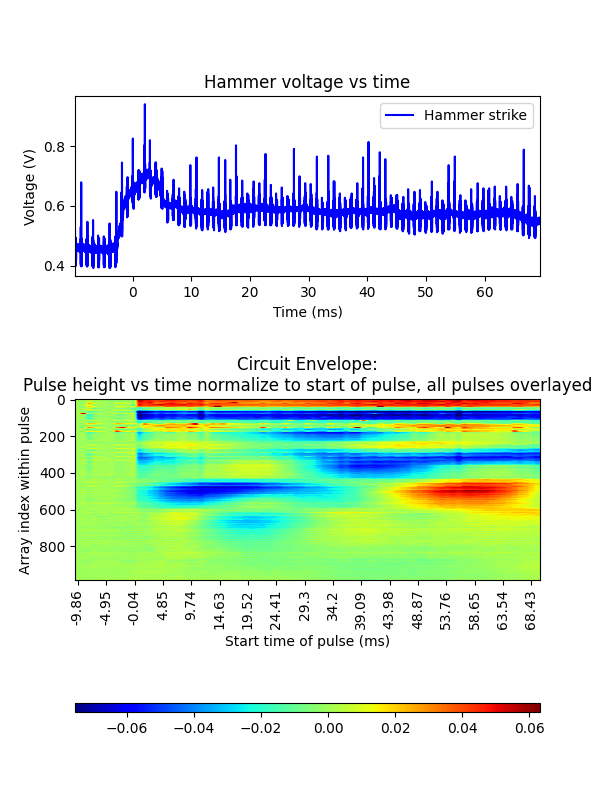 Hammer voltage vs time
Hammer strike
Voltage (V)
0.8
0.6
0.4
0 10 20 30 40 50 60
Time (ms)
Circuit Envelope:
Pulse height vs time normalize to start of pulse, all pulses overlayed
Array index within pulse
0
200
400
600
800
-9.86 -4.95 -0.04 4.85 9.74 14.63 19.52 24.41 29.3 34.2 39.09 43.98 48.87 53.76 58.65 63.54 68.43
Start time of pulse (ms)
−0.06 −0.04 −0.02 0.00 0.02 0.04 0.06